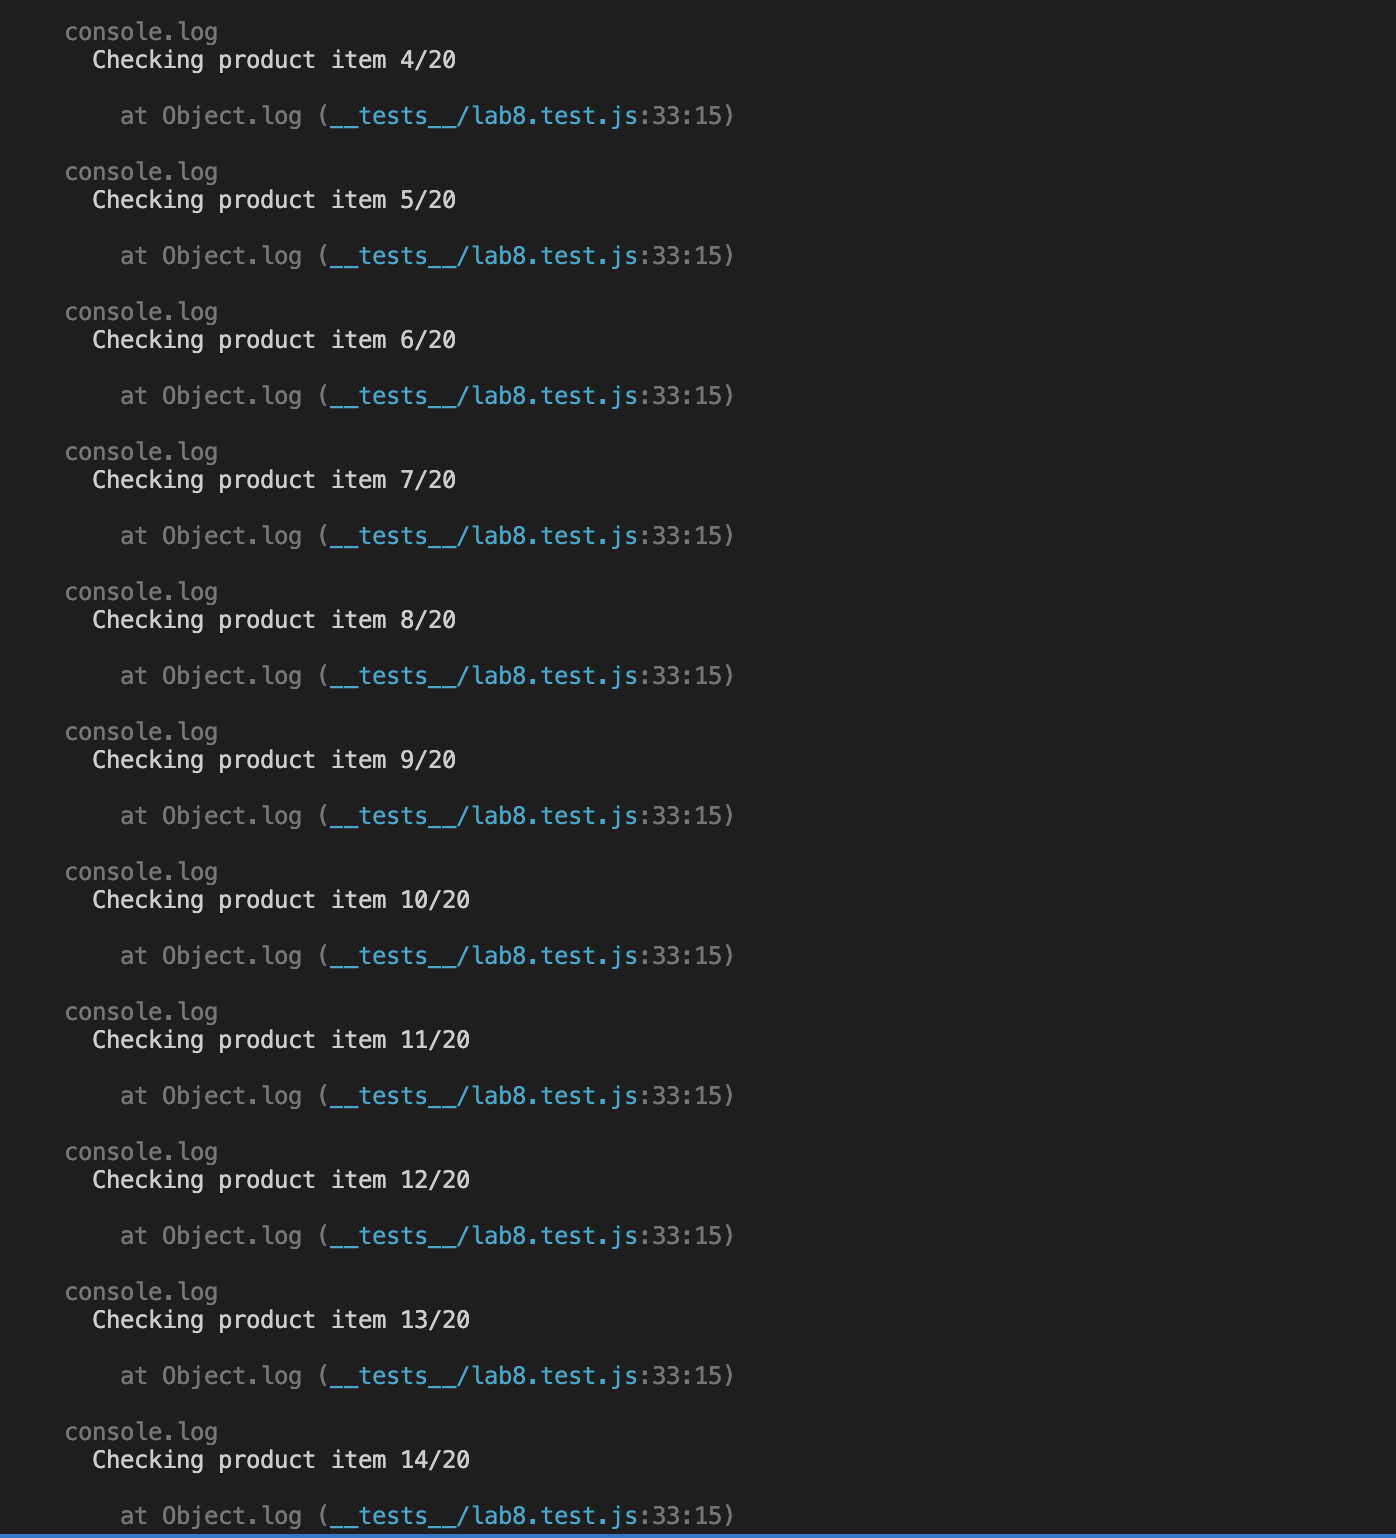 console.log
Checking product item 4/20
at Object.log (__tests__/lab8.test.js:33:15)
console.log
Checking product item 5/20
at Object.log (__tests__/lab8.test.js:33:15)
console.log
Checking product item 6/20
at Object.log (__tests__/lab8.test.js:33:15)
console.log
Checking product item 7/20
at Object.log (__tests__/lab8.test.js:33:15)
console.log
Checking product item 8/20
at Object.log (__tests__/lab8.test.js:33:15)
console.log
Checking product item 9/20
at Object.log (__tests__/lab8.test.js:33:15)
console.log
Checking product item 10/20
at Object.log (__tests__/lab8.test.js:33:15)
console.log
Checking product item 11/20
at Object.log (__tests__/lab8.test.js:33:15)
console.log
Checking product item 12/20
at Object.log (__tests__/lab8.test.js:33:15)
console.log
Checking product item 13/20
at Object.log (__tests__/lab8.test.js:33:15)
console.log
Checking product item 14/20
at Object.log (__tests__/lab8.test.js:33:15)